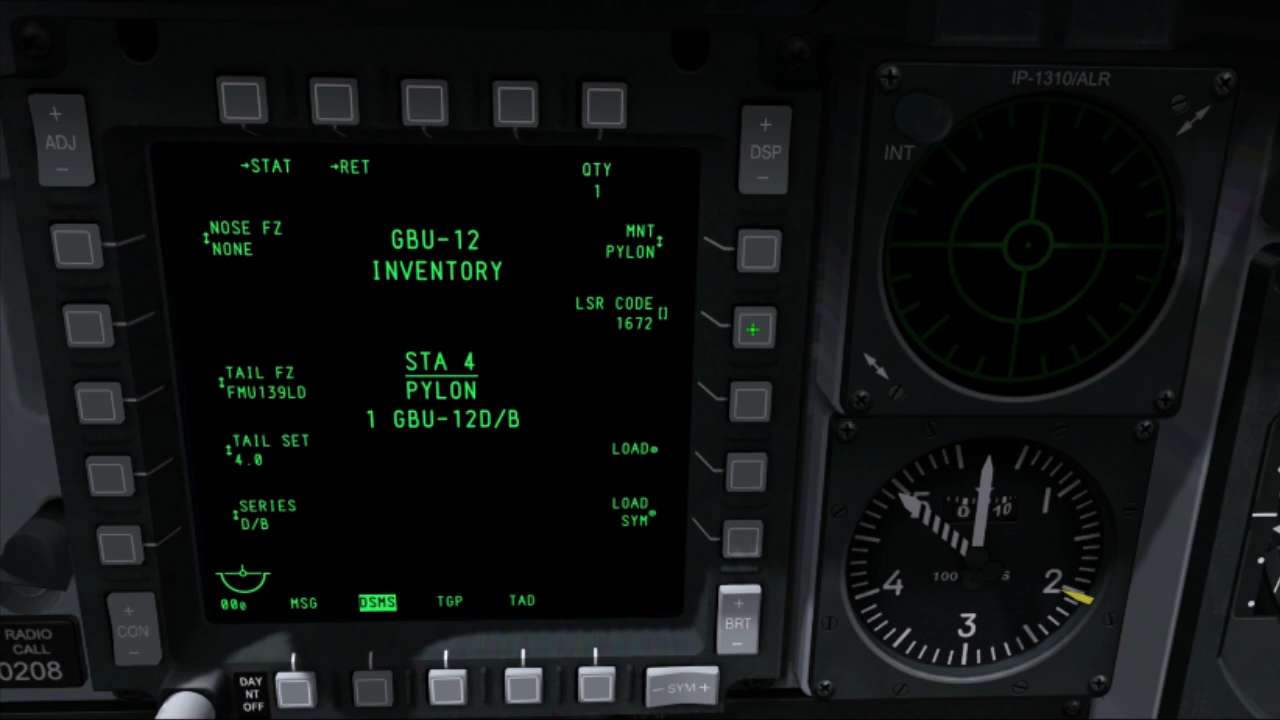 IP-1310/ALR
+
ADJ
-
+
DSP
-
INT
→STAT →RET QTY
1
NOSE FZ
NONE
GBU-12
INVENTORY
MNT
PYLON
LSR CODE
1672 []
STA 4
PYLON
1 GBU-12D/B
TAIL FZ
FMU139LD
TAIL SET
4.0
LOAD
SERIES
D/B
LOAD
SYM
MSG DSMS TGP TAD
+
CON
-
+
BRT
-
- SYM +
DAY
NT
OFF
RADIO
CALL
0208
1
2
3
4
100